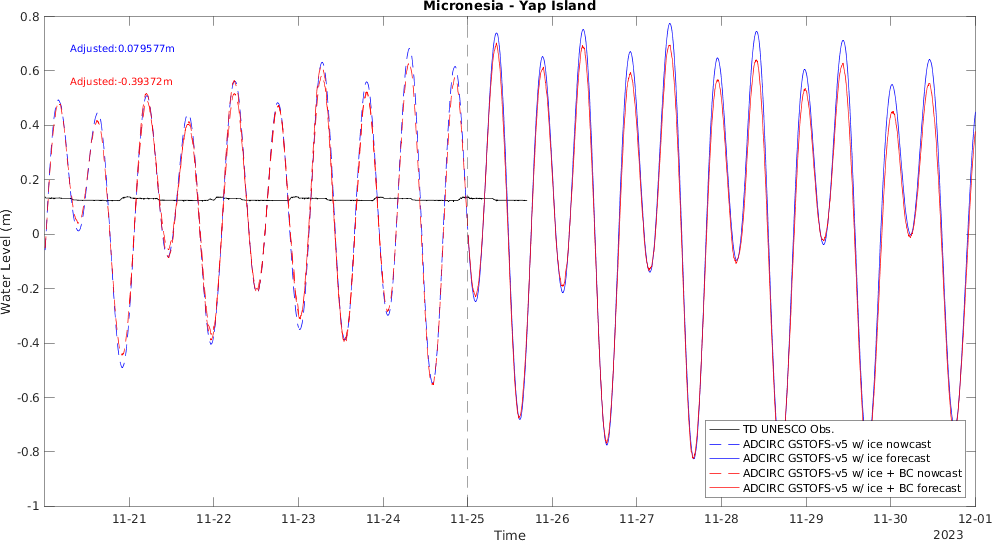 Micronesia - Yap Island
Adjusted:0.079577m
Adjusted:-0.39372m
Water Level (m)
0.8
0.6
0.4
0.2
0
-0.2
-0.4
-0.6
-0.8
-1
TD UNESCO Obs.
ADCIRC GSTOFS-v5 w/ ice nowcast
ADCIRC GSTOFS-v5 w/ ice forecast
ADCIRC GSTOFS-v5 w/ ice + BC nowcast
ADCIRC GSTOFS-v5 w/ ice + BC forecast
11-21 11-22 11-23 11-24 11-25 11-26 11-27 11-28 11-29 11-30 12-01
Time
2023